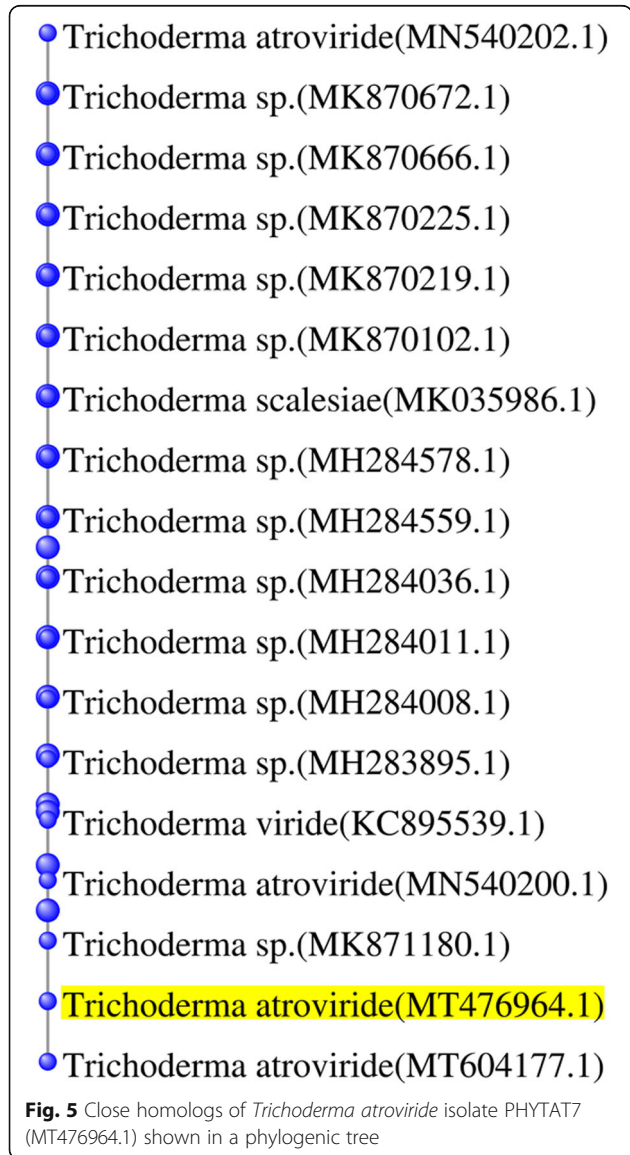 Trichoderma atroviride(MN540202.1)
Trichoderma sp.(MK870672.1)
Trichoderma sp.(MK870666.1)
Trichoderma sp.(MK870225.1)
Trichoderma sp.(MK870219.1)
Trichoderma sp.(MK870102.1)
Trichoderma scalesiae(MK035986.1)
Trichoderma sp.(MH284578.1)
Trichoderma sp.(MH284559.1)
Trichoderma sp.(MH284036.1)
Trichoderma sp.(MH284011.1)
Trichoderma sp.(MH284008.1)
Trichoderma sp.(MH283895.1)
Trichoderma viride(KC895539.1)
Trichoderma atroviride(MN540200.1)
Trichoderma sp.(MK871180.1)
Trichoderma atroviride(MT476964.1)
Trichoderma atroviride(MT604177.1)
Fig. 5 Close homologs of Trichoderma atroviride isolate PHYTAT7
(MT476964.1) shown in a phylogenic tree